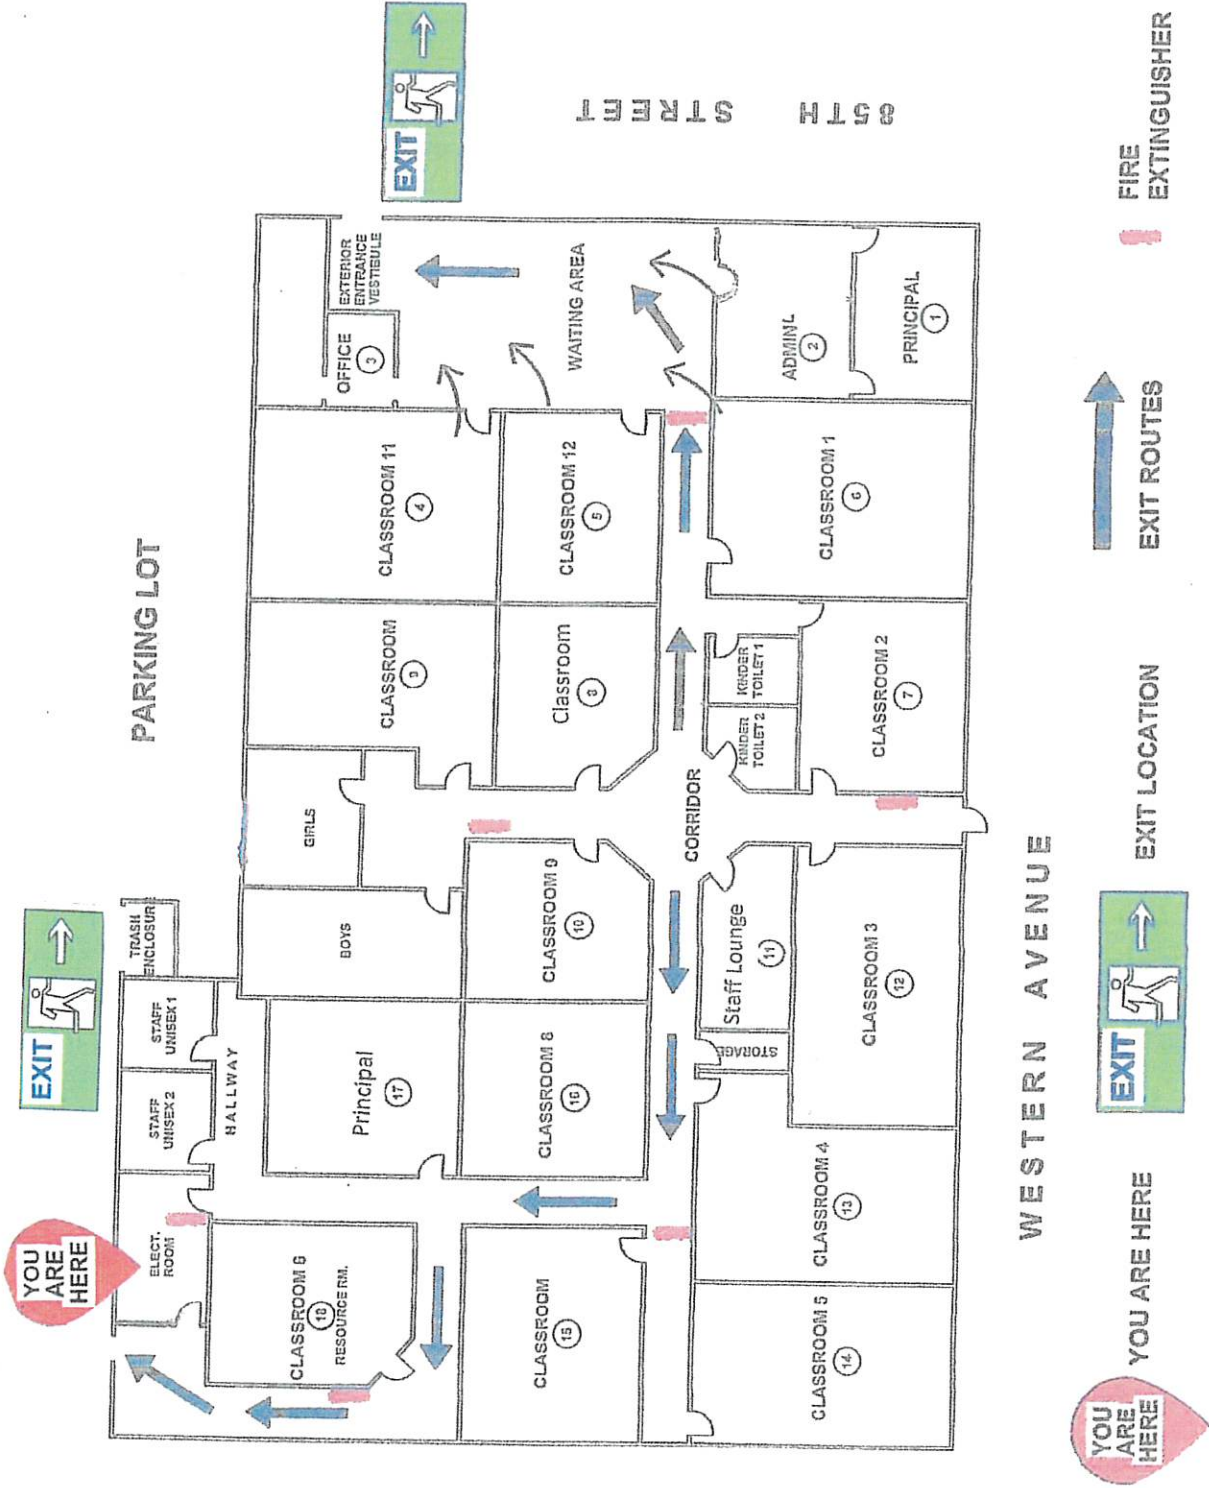 PARKING LOT
EXIT
EXIT
YOU
ARE
HERE
ELECT.
ROOM
STAFF
UNISEX 2
STAFF
UNISEX 1
TRASH
ENCLOSURE
HALLWAY
CLASSROOM 6
18
RESOURCE RM.
Principal
17
BOYS
GIRLS
CLASSROOM
9
CLASSROOM 11
4
OFFICE
3
EXTERIOR
ENTRANCE
VESTIBULE
CLASSROOM
15
CLASSROOM 8
16
CLASSROOM 9
10
Classroom
8
CLASSROOM 12
5
WAITING AREA
CORRIDOR
STORAGE
Staff Lounge
11
KINDER
TOILET 2
KINDER
TOILET 1
CLASSROOM 5
14
CLASSROOM 4
13
CLASSROOM 3
12
CLASSROOM 2
7
CLASSROOM 1
6
ADMIN
2
PRINCIPAL
1
85TH STREET
WESTERN AVENUE
YOU
ARE
HERE
YOU ARE HERE
EXIT
EXIT LOCATION
EXIT ROUTES
FIRE
EXTINGUISHER